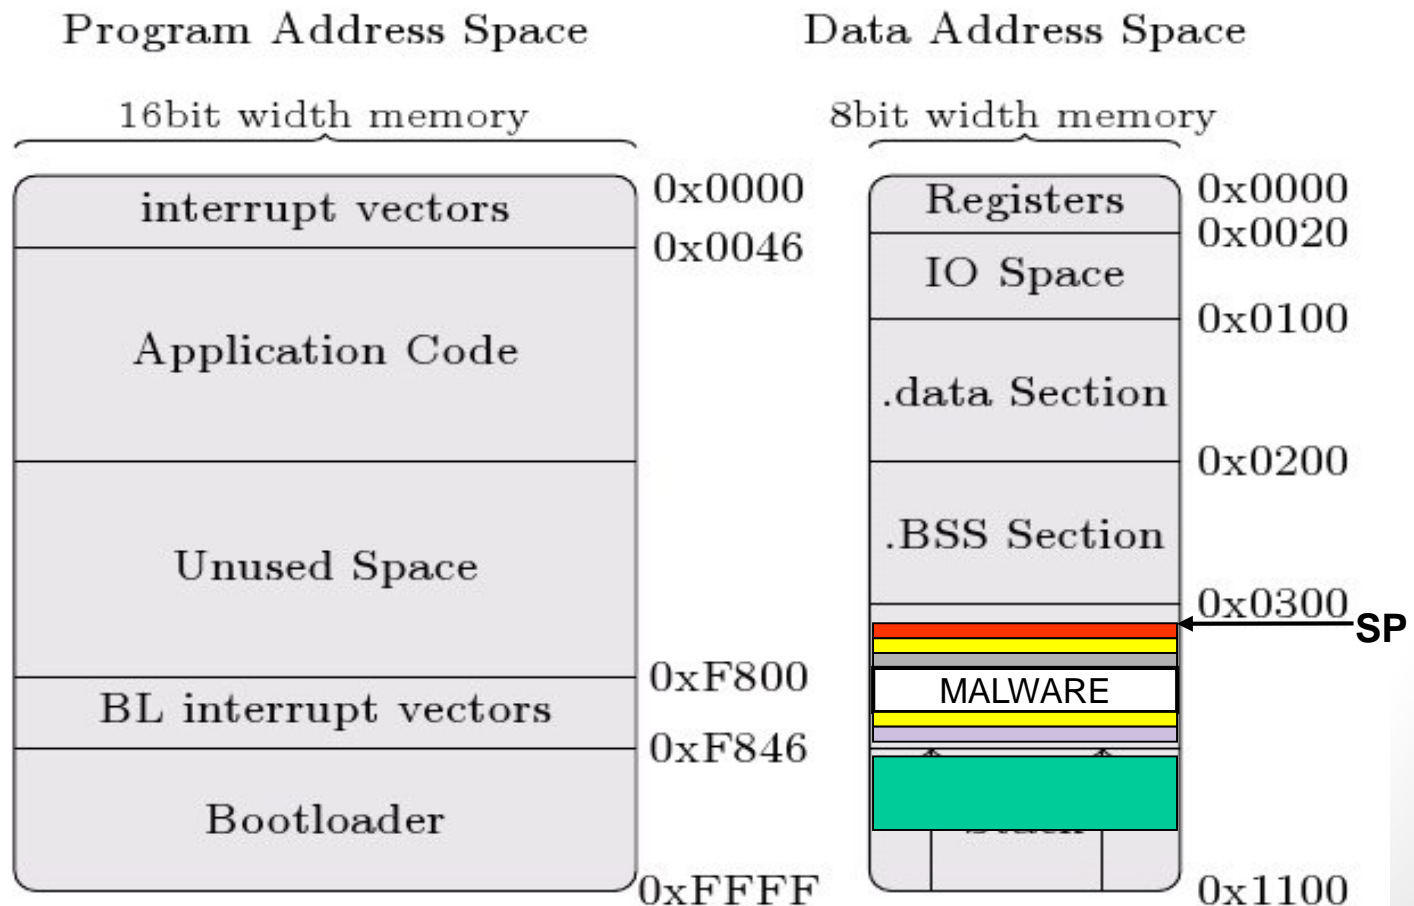 Program Address Space
16bit width memory
interrupt vectors
0x0000
0x0046
Application Code
Unused Space
0xF800
BL interrupt vectors
0xF846
Bootloader
0xFFFF
Data Address Space
8bit width memory
Registers
0x0000
0x0020
IO Space
0x0100
.data Section
0x0200
.BSS Section
0x0300
SP
MALWARE
0x1100